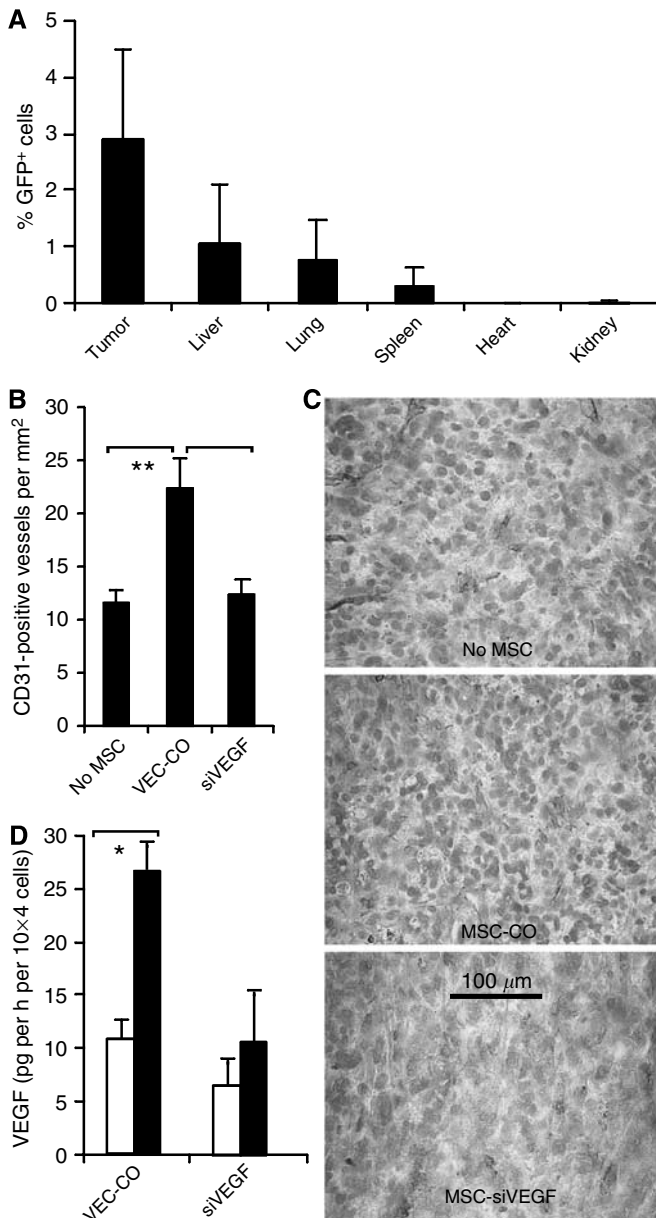 A
5
4
3
2
1
0
% GFP+ cells
Tumor
Liver
Lung
Spleen
Heart
Kidney
B
30
25
20
15
10
5
0
CD31-positive vessels per mm2
**
No MSC
VEC-CO
siVEGF
C
No MSC
MSC-CO
100 μm
MSC-siVEGF
D
30
25
20
15
10
5
0
VEGF (pg per h per 10×4 cells)
*
VEC-CO
siVEGF